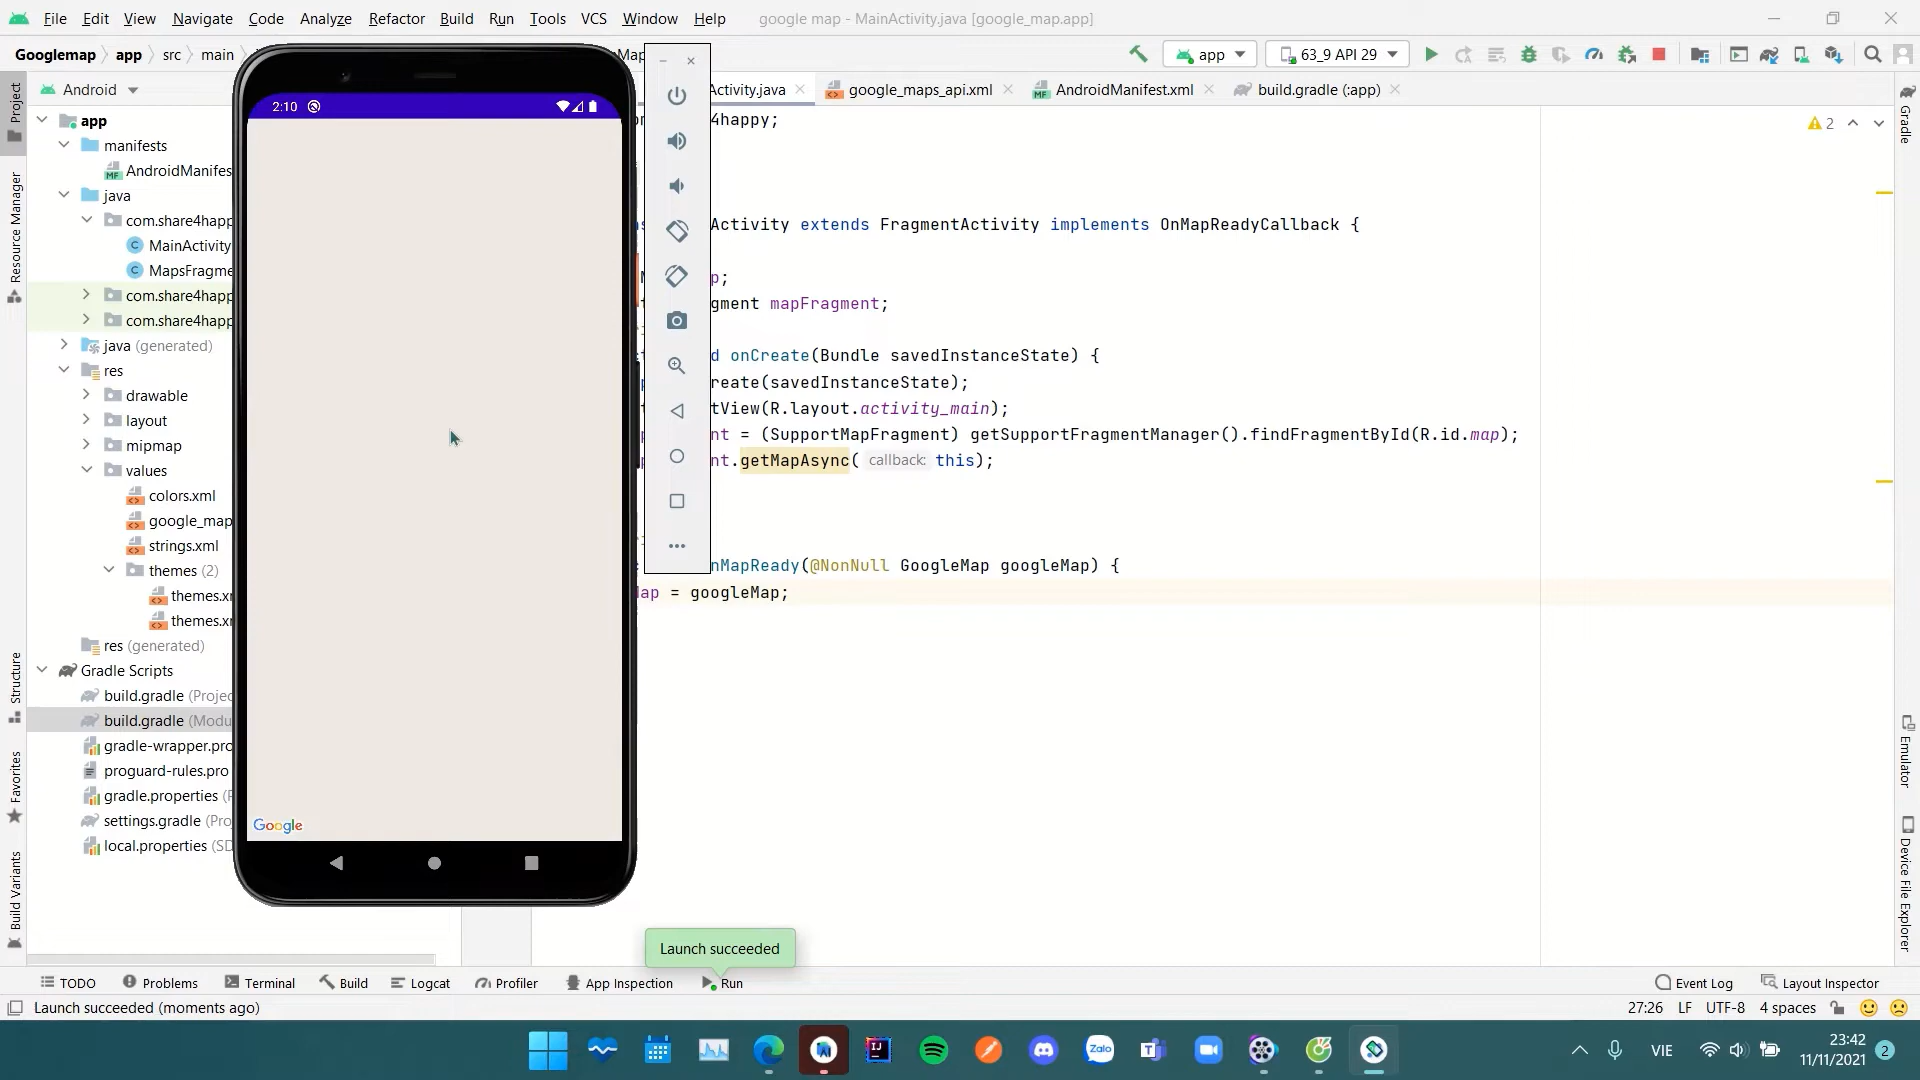 File Edit View Navigate Code Analyze Refactor Build Run Tools VCS Window Help google map - MainActivity.java [google_map.app]
Googlemap app src main Map app 63_9 API 29
Android Activity.java google_maps_api.xml AndroidManifest.xml build.gradle (:app)
Project
Resource Manager
Structure
Favorites
Build Variants
app
manifests
AndroidManifes
java
com.share4happ
MainActivity
MapsFragme
com.share4happ
com.share4happ
java (generated)
res
drawable
layout
mipmap
values
colors.xml
google_map
strings.xml
themes (2)
themes.x
themes.x
res (generated)
Gradle Scripts
build.gradle (Projec
build.gradle (Modu
gradle-wrapper.pro
proguard-rules.pro
gradle.properties (P
settings.gradle (Pro
local.properties (SD
2:10
Google
4happy;
2
Activity extends FragmentActivity implements OnMapReadyCallback {
p;
gment mapFragment;
d onCreate(Bundle savedInstanceState) {
reate(savedInstanceState);
tView(R.layout.activity_main);
nt = (SupportMapFragment) getSupportFragmentManager().findFragmentById(R.id.map);
nt.getMapAsync( callback: this);
nMapReady(@NonNull GoogleMap googleMap) {
ap = googleMap;
Gradle
Emulator
Device File Explorer
Launch succeeded
TODO Problems Terminal Build Logcat Profiler App Inspection Run Event Log Layout Inspector
Launch succeeded (moments ago) 27:26 LF UTF-8 4 spaces
Zalo
VIE
23:42
11/11/2021
2